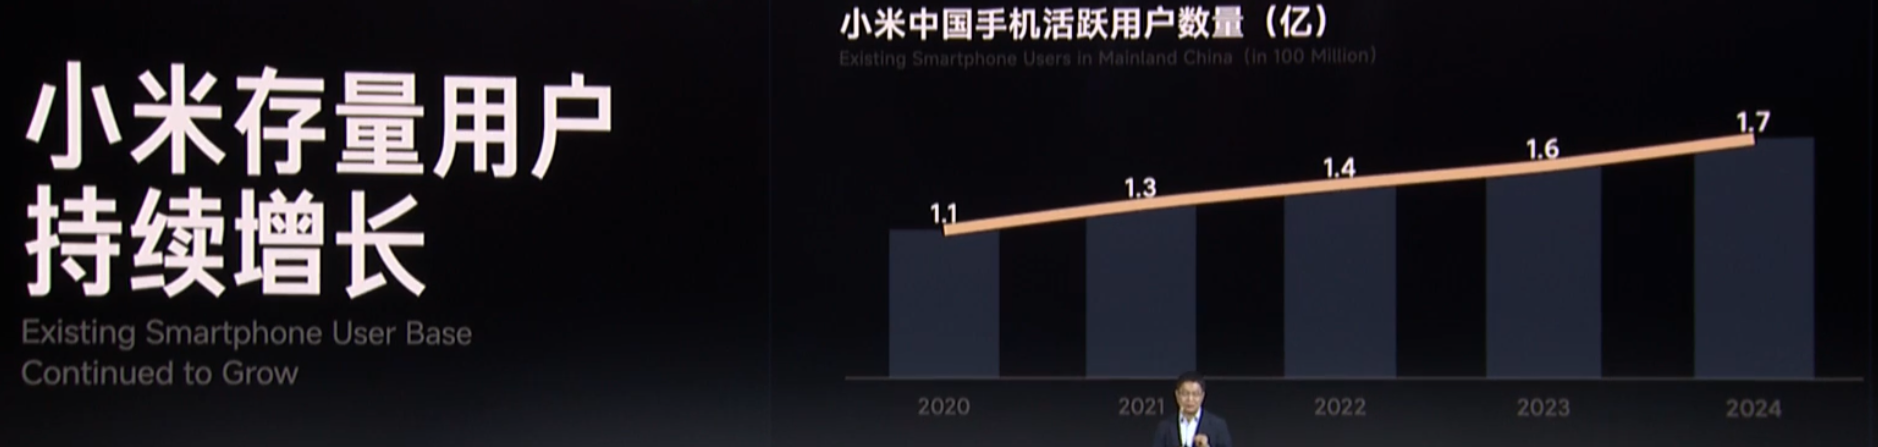 小米存量用户
持续增长
Existing Smartphone User Base
Continued to Grow
小米中国手机活跃用户数量（亿）
Existing Smartphone Users in Mainland China (in 100 Million)
1.1
1.3
1.4
1.6
1.7
2020
2021
2022
2023
2024